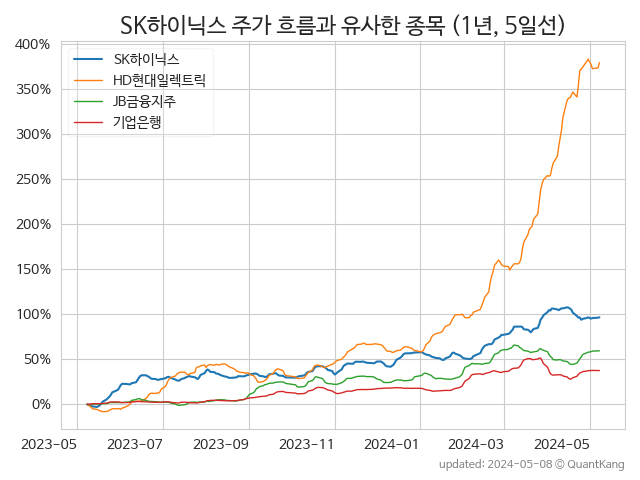 SK하이닉스 주가 흐름과 유사한 종목 (1년, 5일선)
400%
350%
300%
250%
200%
150%
100%
50%
0%
SK하이닉스
HD현대일렉트릭
JB금융지주
기업은행
2023-05
2023-07
2023-09
2023-11
2024-01
2024-03
2024-05
updated: 2024-05-08 © QuantKang